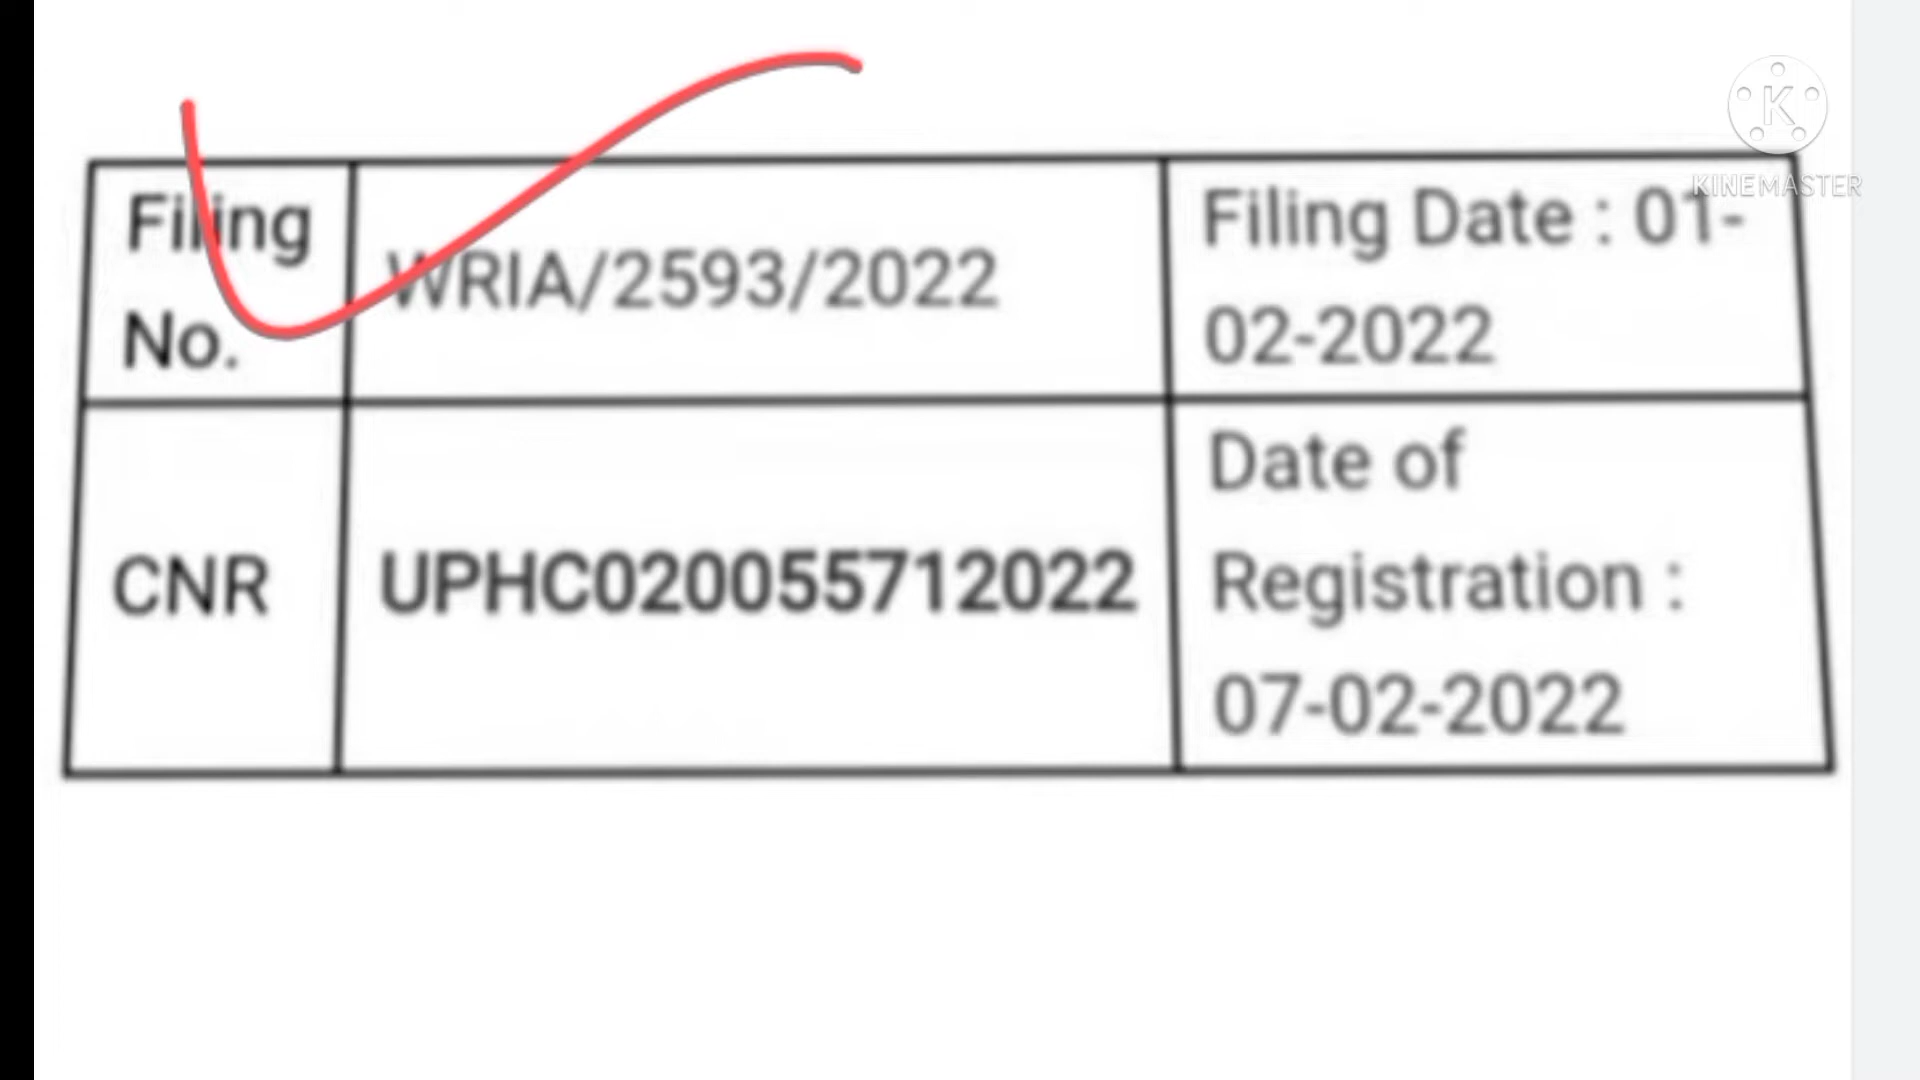 Filing
No.
WRIA/2593/2022
Filing Date : 01-
02-2022
CNR
UPHC020055712022
Date of
Registration :
07-02-2022
K
KINEMASTER